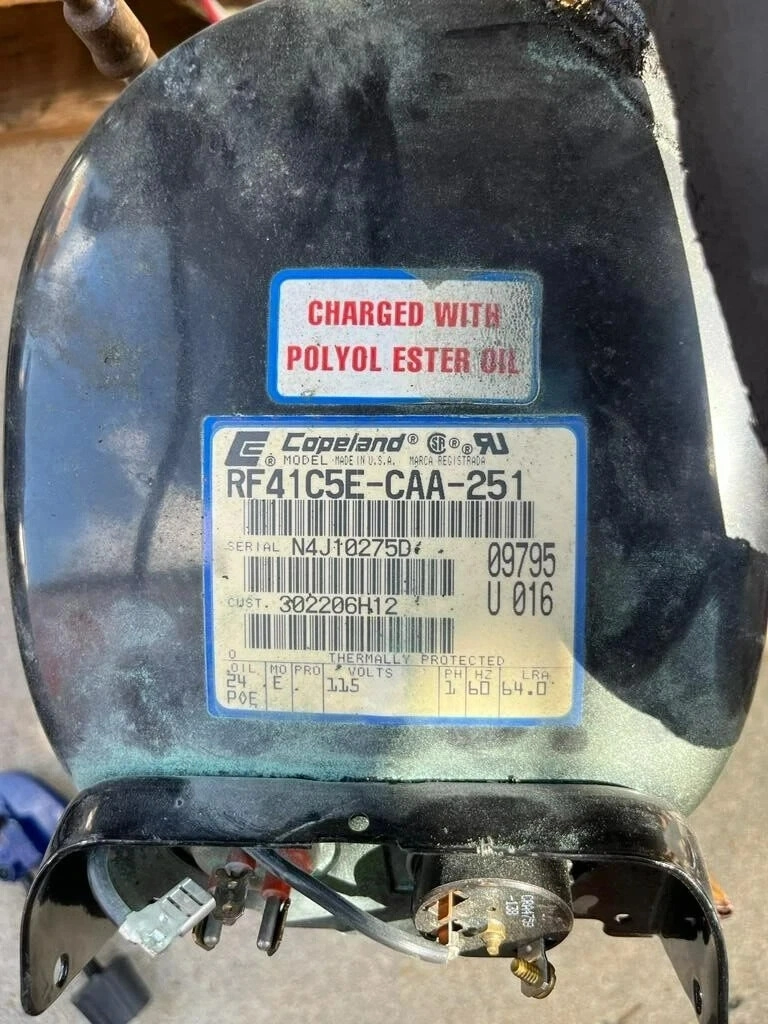 CHARGED WITH
POLYOL ESTER OIL
Copeland® ® ®
® MODEL MADE IN U.S.A. MARCA REGISTRADA
RF41C5E-CAA-251
SERIAL N4J10275D
09795
CUST. 302206H12
U 016
O THERMALLY PROTECTED
OIL MO PRO VOLTS PH HZ LRA
24 E 115 1 60 64.0
POE